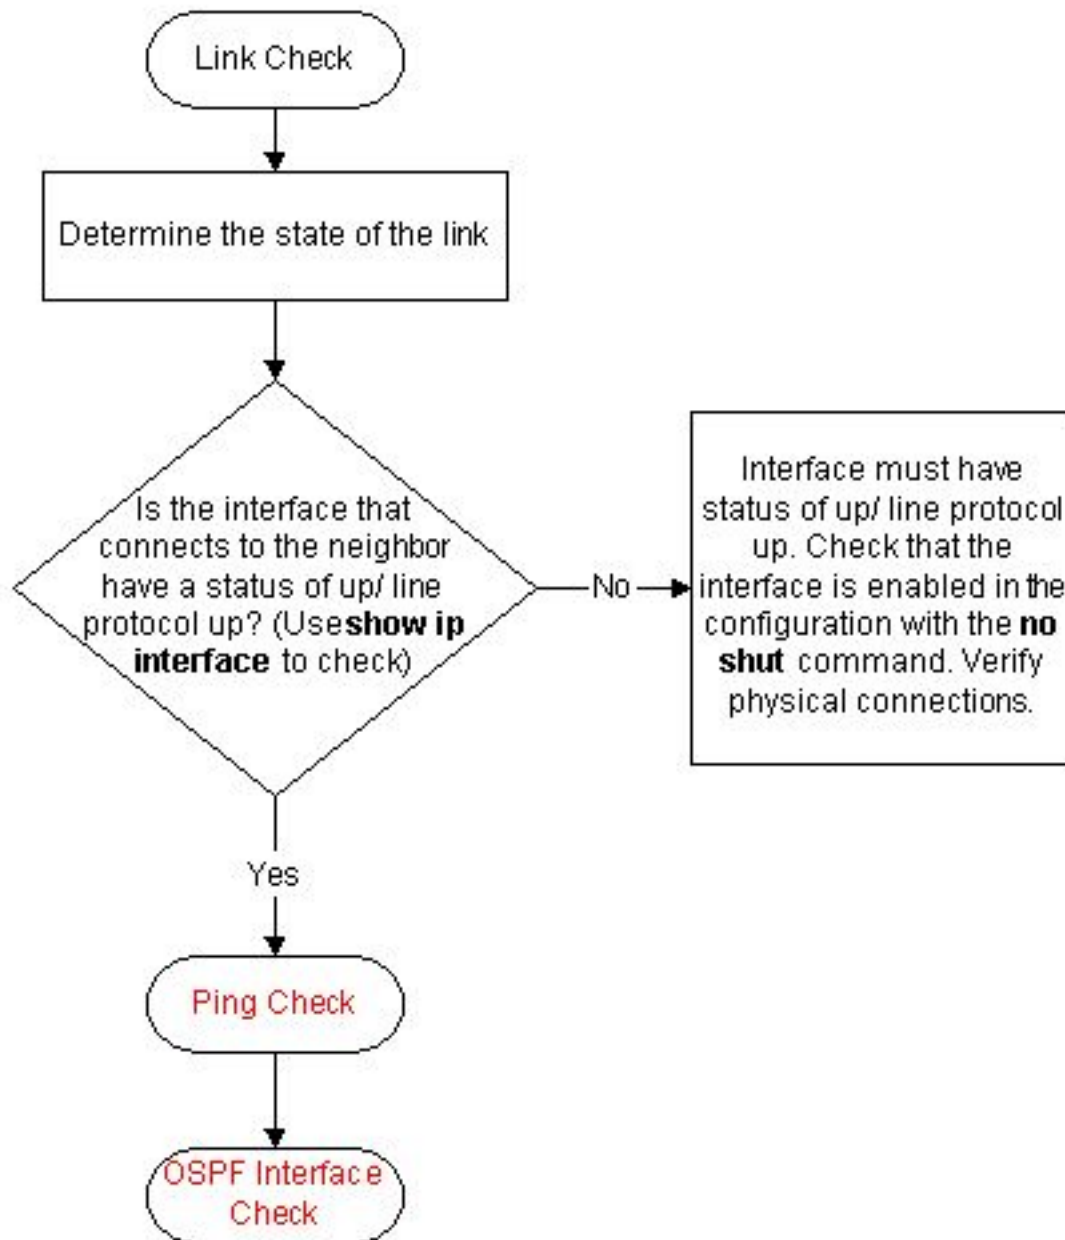 Link Check
Determine the state of the link
Is the interface that
connects to the neighbor
have a status of up/ line
protocol up? (Use show ip
interface to check)
No
Interface must have
status of up/ line protocol
up. Check that the
interface is enabled in the
configuration with the no
shut command. Verify
physical connections.
Yes
Ping Check
OSPF Interface
Check